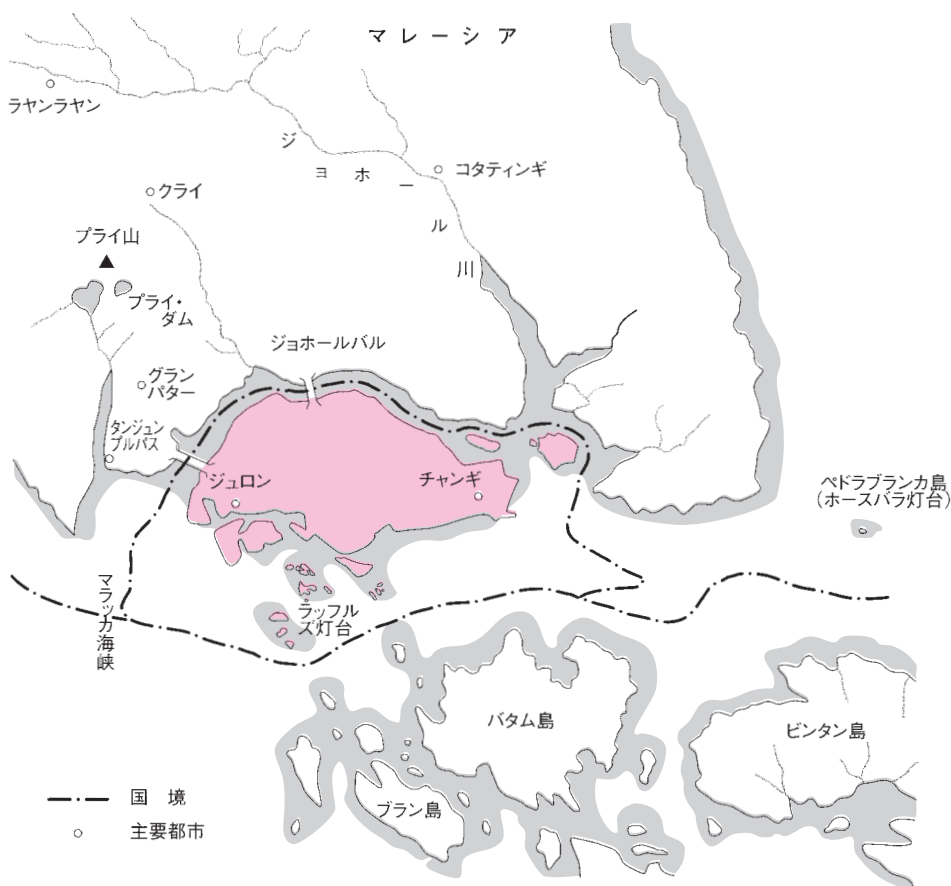 マレーシア
ラヤンラヤン
ジョホール川
コタティンギ
クライ
プライ山
プライ・
ダム
ジョホールバル
グラン
パター
タンジュン
プルパス
ジュロン
チャンギ
ペドラブランカ島
（ホースバラ灯台）
マラッカ海峡
ラッフル
ズ灯台
バタム島
ビンタン島
ブラン島
国境
主要都市